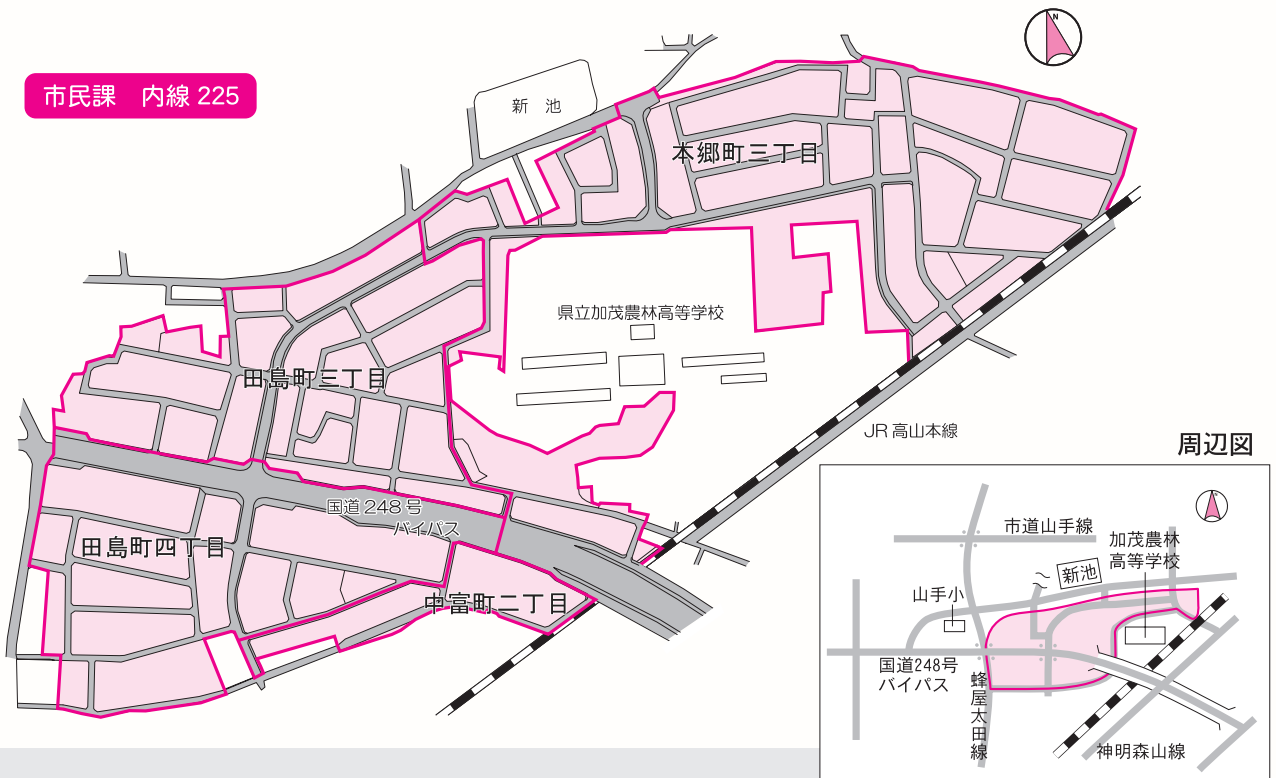 市民課 内線 225
N
新 池
本郷町三丁目
県立加茂農林高等学校
田島町三丁目
JR 高山本線
国道 248 号
バイパス
田島町四丁目
中富町二丁目
周辺図
市道山手線
加茂農林
高等学校
新池
山手小
国道248号
バイパス
蜂屋太田線
神明森山線